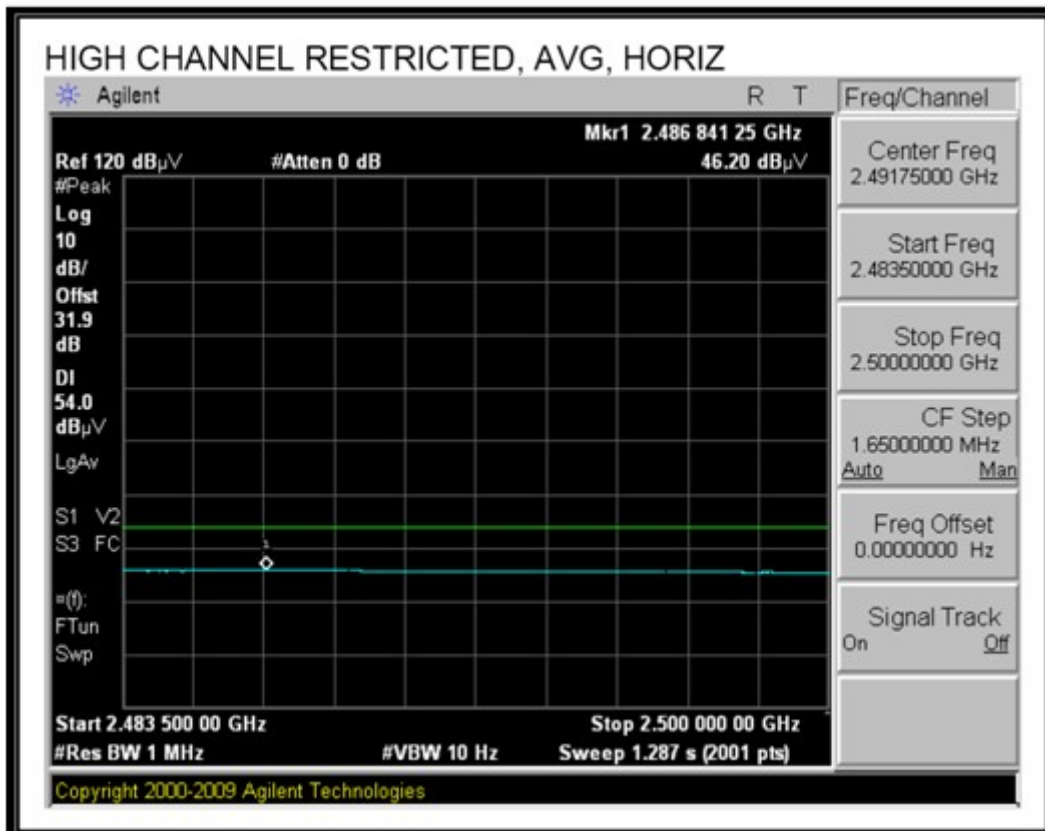 HIGH CHANNEL RESTRICTED, AVG, HORIZ
Agilent R T
Freq/Channel
Mkr1 2.486 841 25 GHz
Ref 120 dBµV #Atten 0 dB 46.20 dBµV
#Peak
Log
10
dB/
Offst
31.9
dB
DI
54.0
dBµV
LgAv
S1 V2
S3 FC
1
¤(f):
FTun
Swp
Start 2.483 500 00 GHz Stop 2.500 000 00 GHz
#Res BW 1 MHz #VBW 10 Hz Sweep 1.287 s (2001 pts)
Copyright 2000-2009 Agilent Technologies
Center Freq
2.49175000 GHz
Start Freq
2.48350000 GHz
Stop Freq
2.50000000 GHz
CF Step
1.65000000 MHz
Auto Man
Freq Offset
0.00000000 Hz
Signal Track
On Off